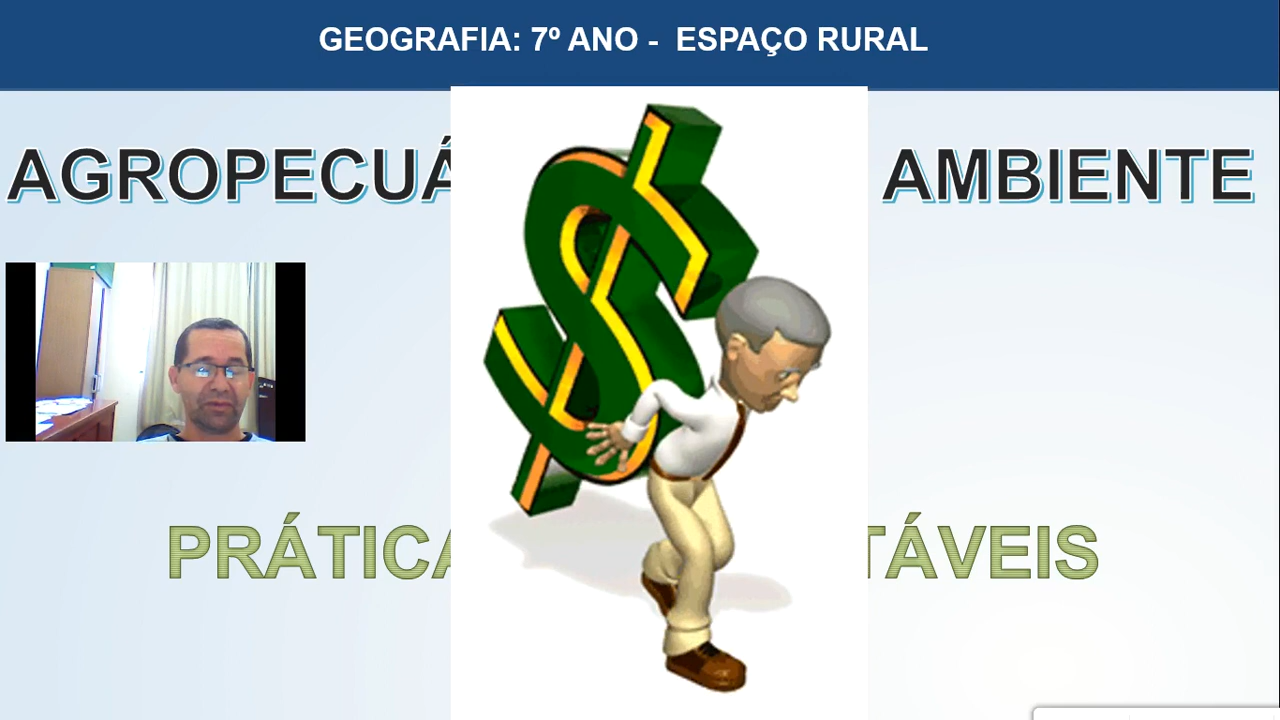 GEOGRAFIA: 7º ANO - ESPAÇO RURAL
AGROPECUÁ AMBIENTE
PRÁTICA TÁVEIS